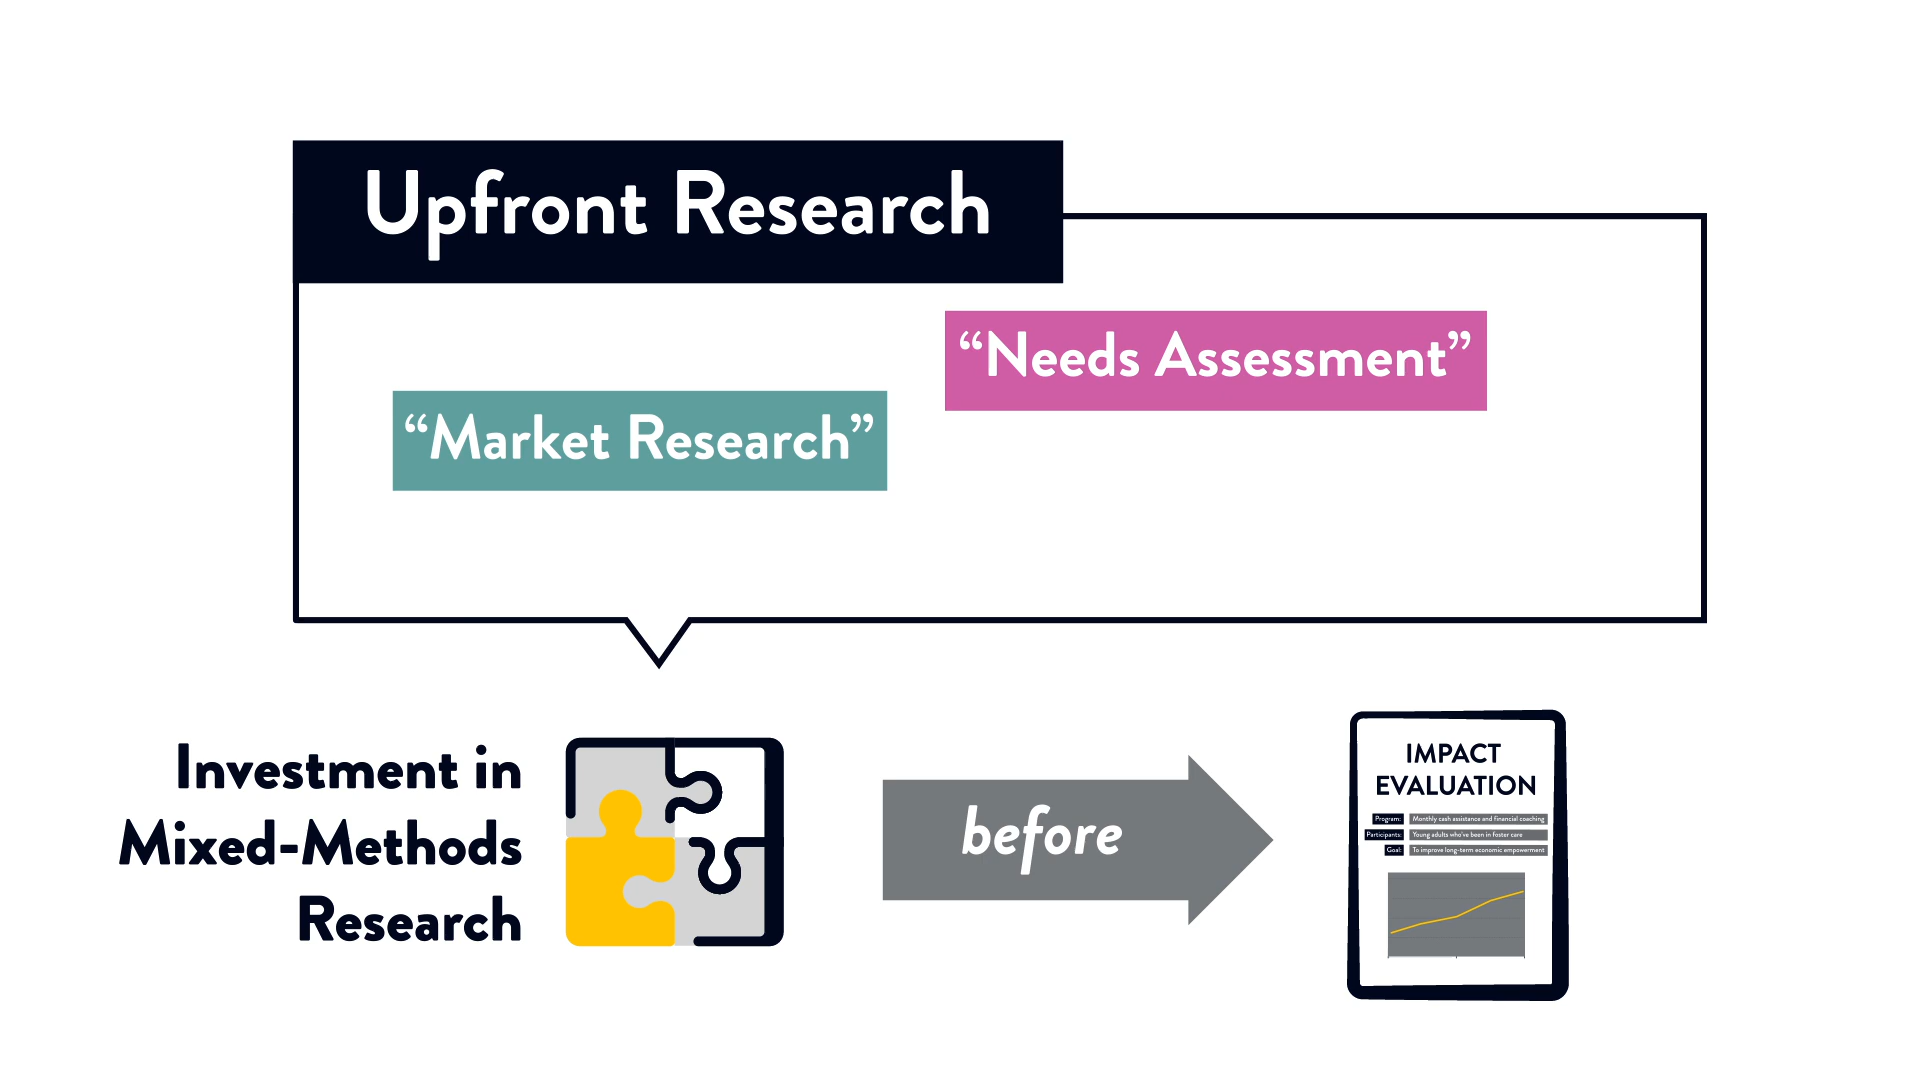 Upfront Research
“Needs Assessment”
“Market Research”
Investment in
Mixed-Methods
Research
before
IMPACT
EVALUATION
Program: Monthly cash assistance and financial coaching
Participants: Young adults who've been in foster care
Goal: To improve long-term economic empowerment